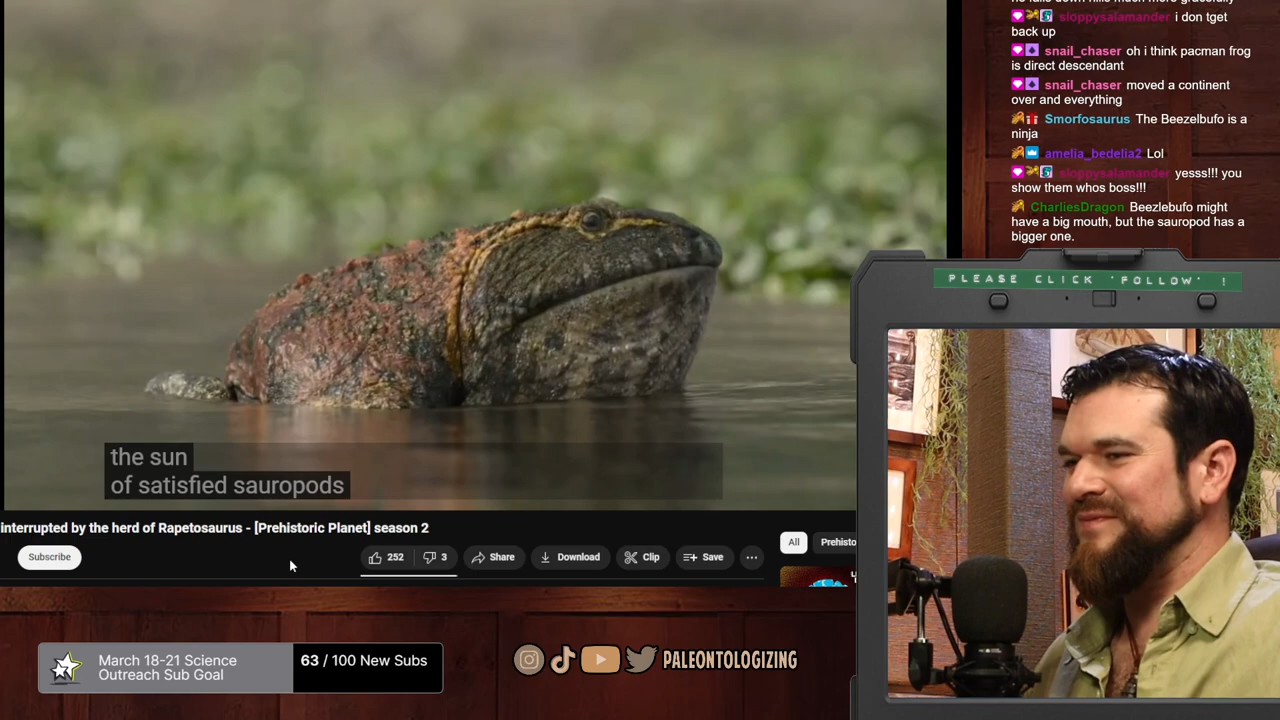 sloppysalamander i don tget
back up
snail_chaser oh i think pacman frog
is direct descendant
snail_chaser moved a continent
over and everything
Smorfosaurus The Beezelbufo is a
ninja
amelia_bedelia2 Lol
sloppysalamander yesss!!! you
show them whos boss!!!
CharliesDragon Beezlebufo might
have a big mouth, but the sauropod has a
bigger one.
PLEASE CLICK 'FOLLOW' !
the sun
of satisfied sauropods
interrupted by the herd of Rapetosaurus - [Prehistoric Planet] season 2
Subscribe
252
3
Share
Download
Clip
Save
All
Prehisto
March 18-21 Science
Outreach Sub Goal
63 / 100 New Subs
PALEONTOLOGIZING